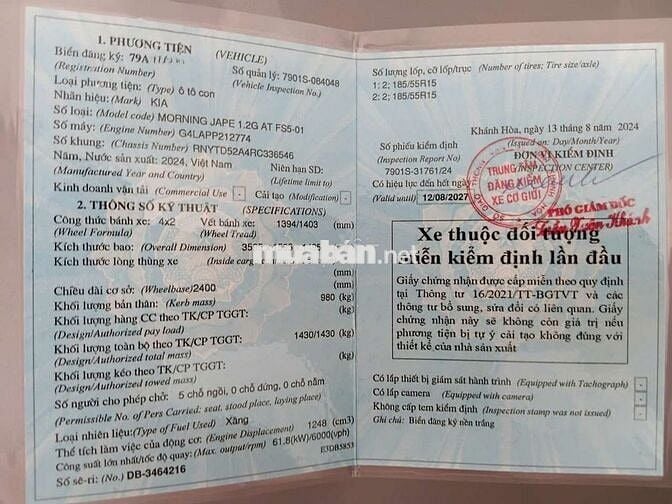 1. PHƯƠNG TIỆN (VEHICLE)
Biển đăng ký: 79A
(Registration Number) Số quản lý: 7901S-084048
(Vehicle Inspection No.)
Loại phương tiện: (Type) ô tô con
Nhãn hiệu: (Mark) KIA
Số loại: (Model code) MORNING JAPE 1.2G AT FS5-01
Số máy: (Engine Number) G4LAPP212774
Số khung: (Chassis Number) RNYTD52A4RC336546
Năm, Nước sản xuất: 2024, Việt Nam Niên hạn SD:
(Manufactured Year and Country) (Lifetime limit to)
Kinh doanh vận tải (Commercial Use) - Cải tạo (Modification) -
2. THÔNG SỐ KỸ THUẬT (SPECIFICATIONS)
Công thức bánh xe: 4x2 Vết bánh xe: 1394/1403 (mm)
(Wheel Formula) (Wheel Tread)
Kích thước bao: (Overall Dimension) (mm)
Kích thước lòng thùng xe (Inside (mm)
Chiều dài cơ sở: (Wheelbase) 2400 (mm)
Khối lượng bản thân: (Kerb mass) 980 (kg)
Khối lượng hàng CC theo TK/CP TGGT: (kg)
(Design/Authorized pay load)
Khối lượng toàn bộ theo TK/CP TGGT: 1430/1430 (kg)
(Design/Authorized total mass)
Khối lượng kéo theo TK/CP TGGT: (kg)
(Design/Authorized towed mass)
Số người cho phép chở: 5 chỗ ngồi, 0 chỗ đứng, 0 chỗ nằm
(Permissible No. of Pers Carried: seat, stood place, laying place)
Loại nhiên liệu: (Type of Fuel Used) Xăng
Thể tích làm việc của động cơ: (Engine Displacement) 1248 (cm3)
Công suất lớn nhất/tốc độ quay: (Max. output/rpm) 61.8(kW)/6000(vph)
Số sê-ri: (No.) DB-3464216
E3DB5853
Số lượng lốp, cỡ lốp/trục (Number of tires; Tire size/axle)
1: 2; 185/55R15
2: 2; 185/55R15
Khánh Hòa, ngày 13 tháng 8 năm 2024
Số phiếu kiểm định (Issued on: Day/Month/Year)
(Inspection Report No) ĐƠN VỊ KIỂM ĐỊNH
7901S-31761/24 (INSPECTION CENTER)
Có hiệu lực đến hết ngày
(Valid until) 12/08/2027
TRUNG TÂM
ĐĂNG KIỂM
XE CƠ GIỚI
PHÓ GIÁM ĐỐC
Xe thuộc đối tượng
miễn kiểm định lần đầu
Giấy chứng nhận được cấp miễn theo quy định
tại Thông tư 16/2021/TT-BGTVT và các
thông tư bổ sung, sửa đổi có liên quan. Giấy
chứng nhận này sẽ không còn giá trị nếu
phương tiện bị tự ý cải tạo không đúng với
thiết kế của nhà sản xuất
Có lắp thiết bị giám sát hành trình (Equipped with Tachograph) -
Có lắp camera (Equipped with camera) -
Không cấp tem kiểm định (Inspection stamp was not issued) -
Ghi chú: Biển đăng ký nền trắng
muaban.net